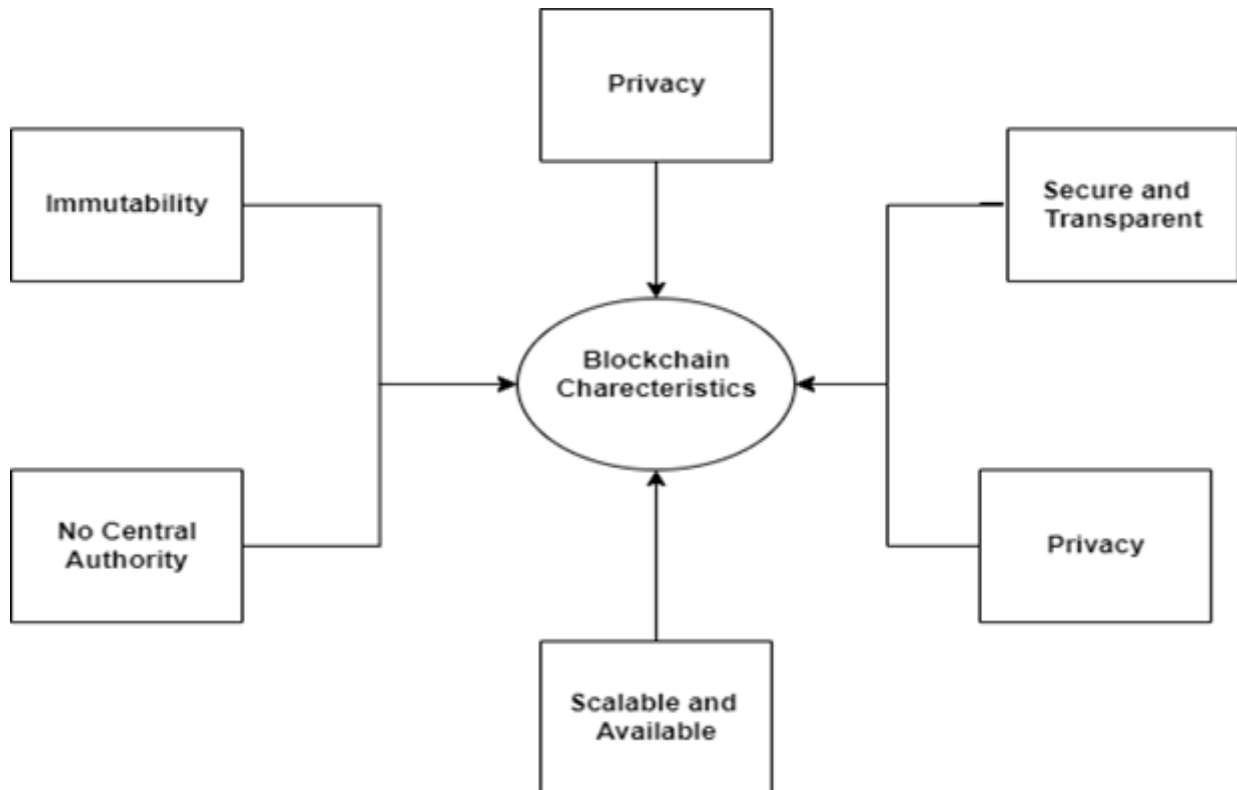 Privacy
Immutability
Secure and
Transparent
Blockchain
Charecteristics
No Central
Authority
Privacy
Scalable and
Available